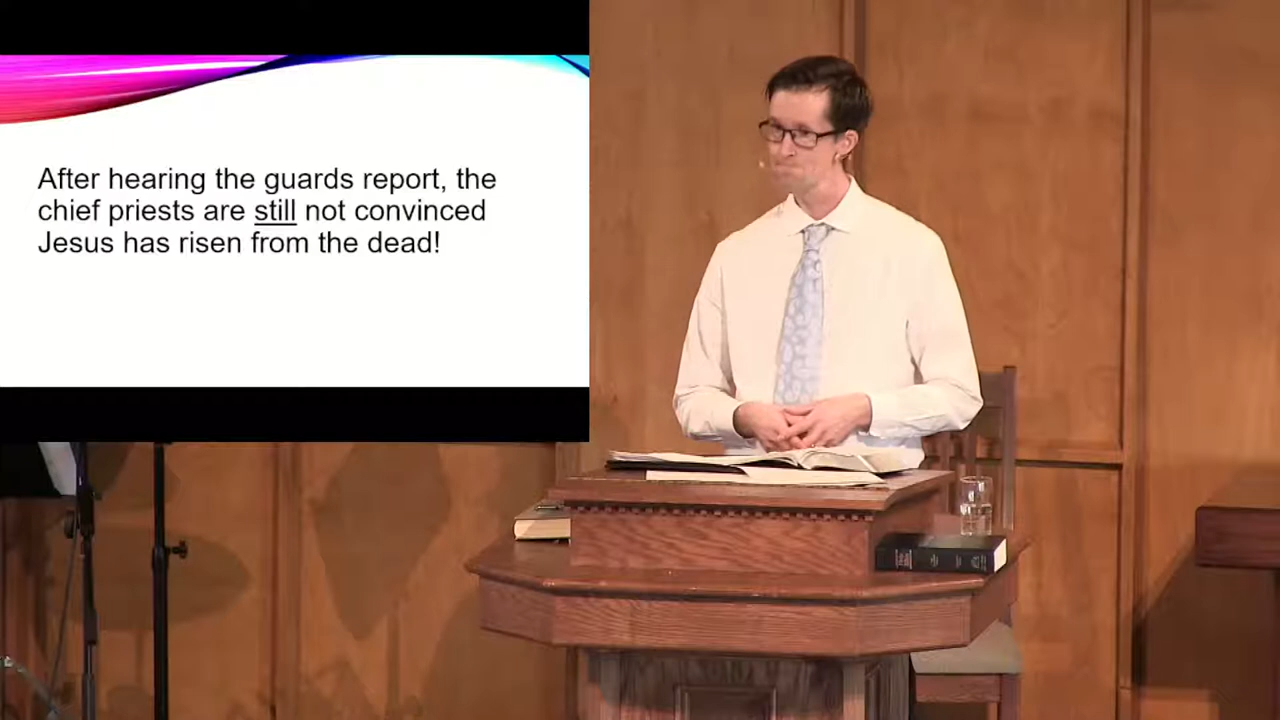 After hearing the guards report, the
chief priests are still not convinced
Jesus has risen from the dead!